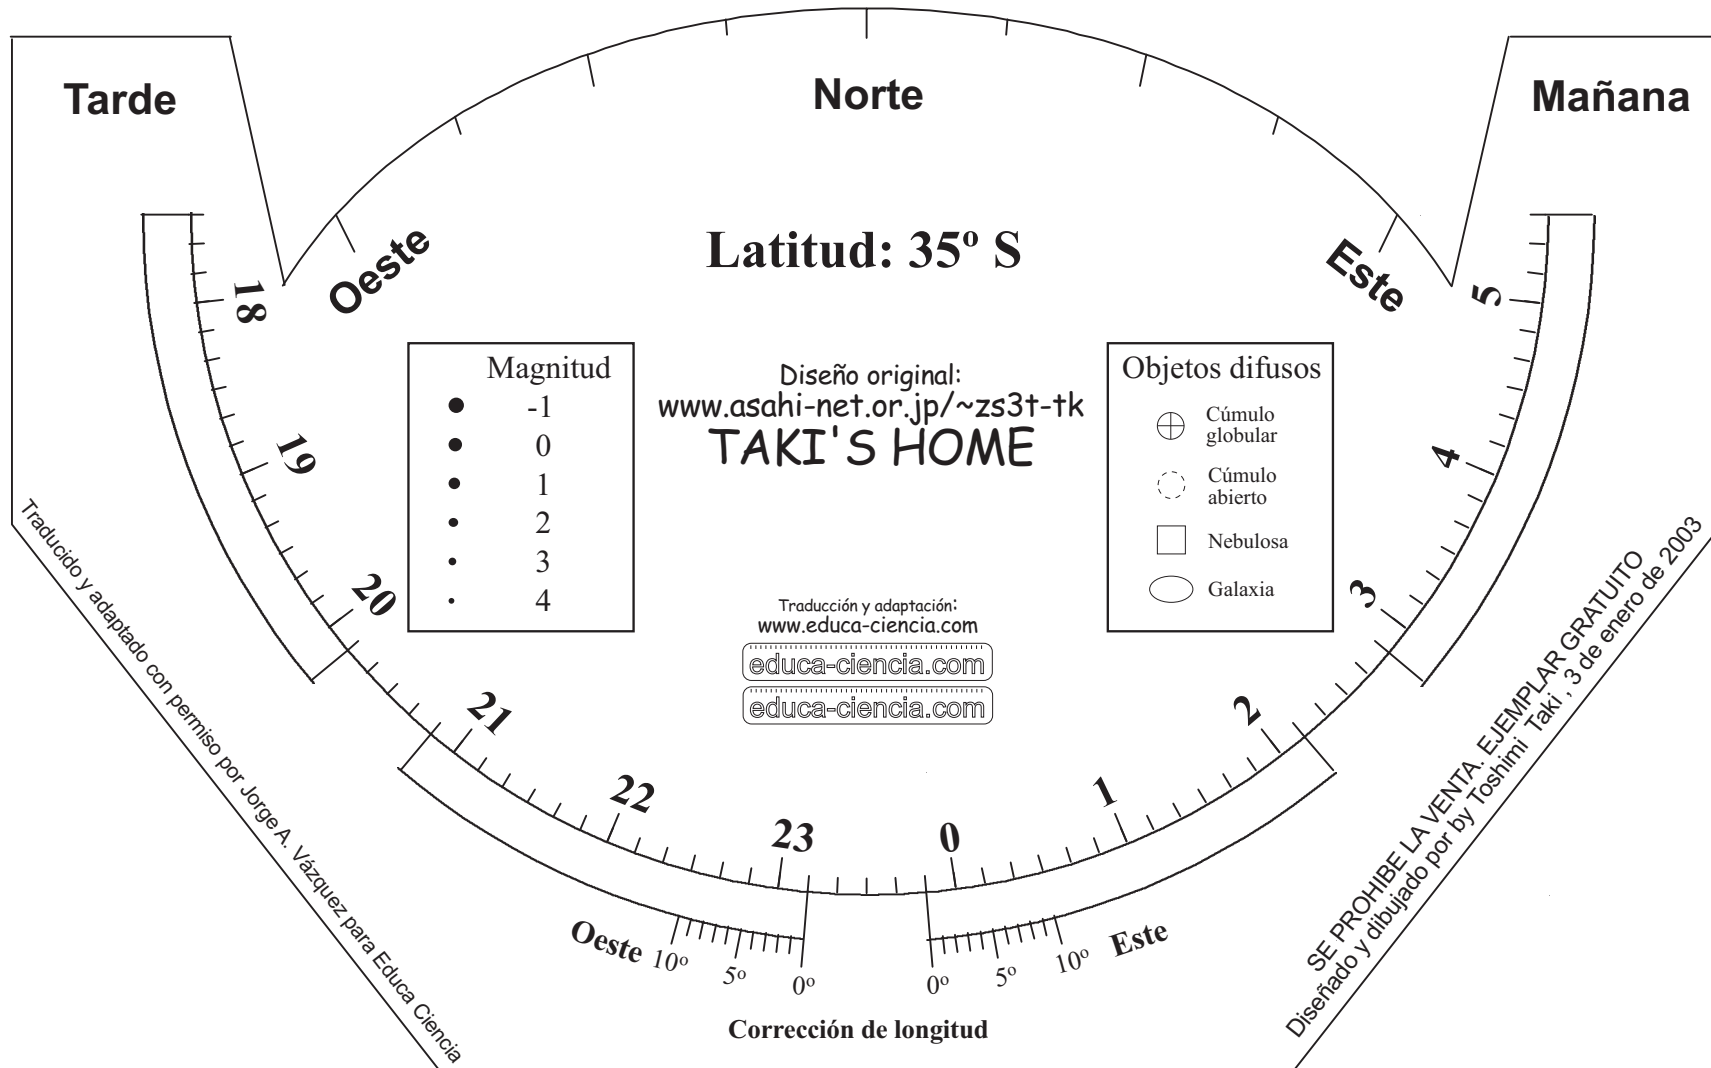 Tarde
Norte
Mañana
Oeste
Este
Latitud: 35º S
18
19
20
21
22
23
0
1
2
3
4
5
Magnitud
-1
0
1
2
3
4
Diseño original:
www.asahi-net.or.jp/~zs3t-tk
TAKI'S HOME
Objetos difusos
Cúmulo
globular
Cúmulo
abierto
Nebulosa
Galaxia
Traducción y adaptación:
www.educa-ciencia.com
educa-ciencia.com
educa-ciencia.com
Traducido y adaptado con permiso por Jorge A. Vázquez para Educa Ciencia
SE PROHIBE LA VENTA. EJEMPLAR GRATUITO
Diseñado y dibujado por by Toshimi Taki , 3 de enero de 2003
Oeste 10º 5º 0º
0º 5º 10º Este
Corrección de longitud